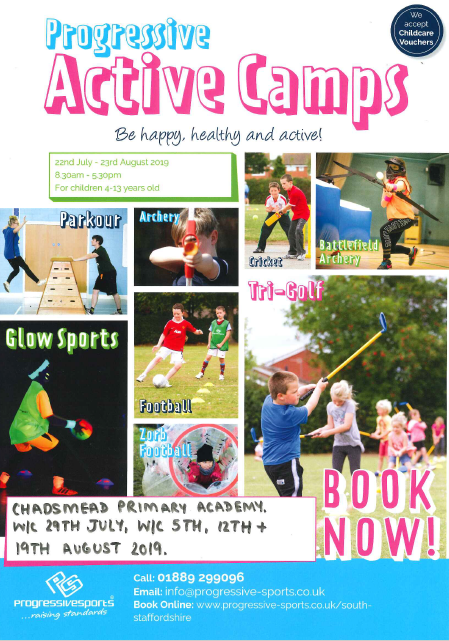 We
accept
Childcare
Vouchers
Progressive
Active Camps
Be happy, healthy and active!
22nd July - 23rd August 2019
8.30am - 5.30pm
For children 4-13 years old
Parkour
Archery
Cricket
Battlefield
Archery
Tri-Golf
Glow Sports
Football
Zorb
Football
BOOK
NOW!
CHADSMEAD PRIMARY ACADEMY.
W/C 29TH JULY, W/C 5TH, 12TH +
19TH AUGUST 2019.
PS
progressivesports®
...raising standards
Call: 01889 299096
Email: info@progressive-sports.co.uk
Book Online: www.progressive-sports.co.uk/south-
staffordshire